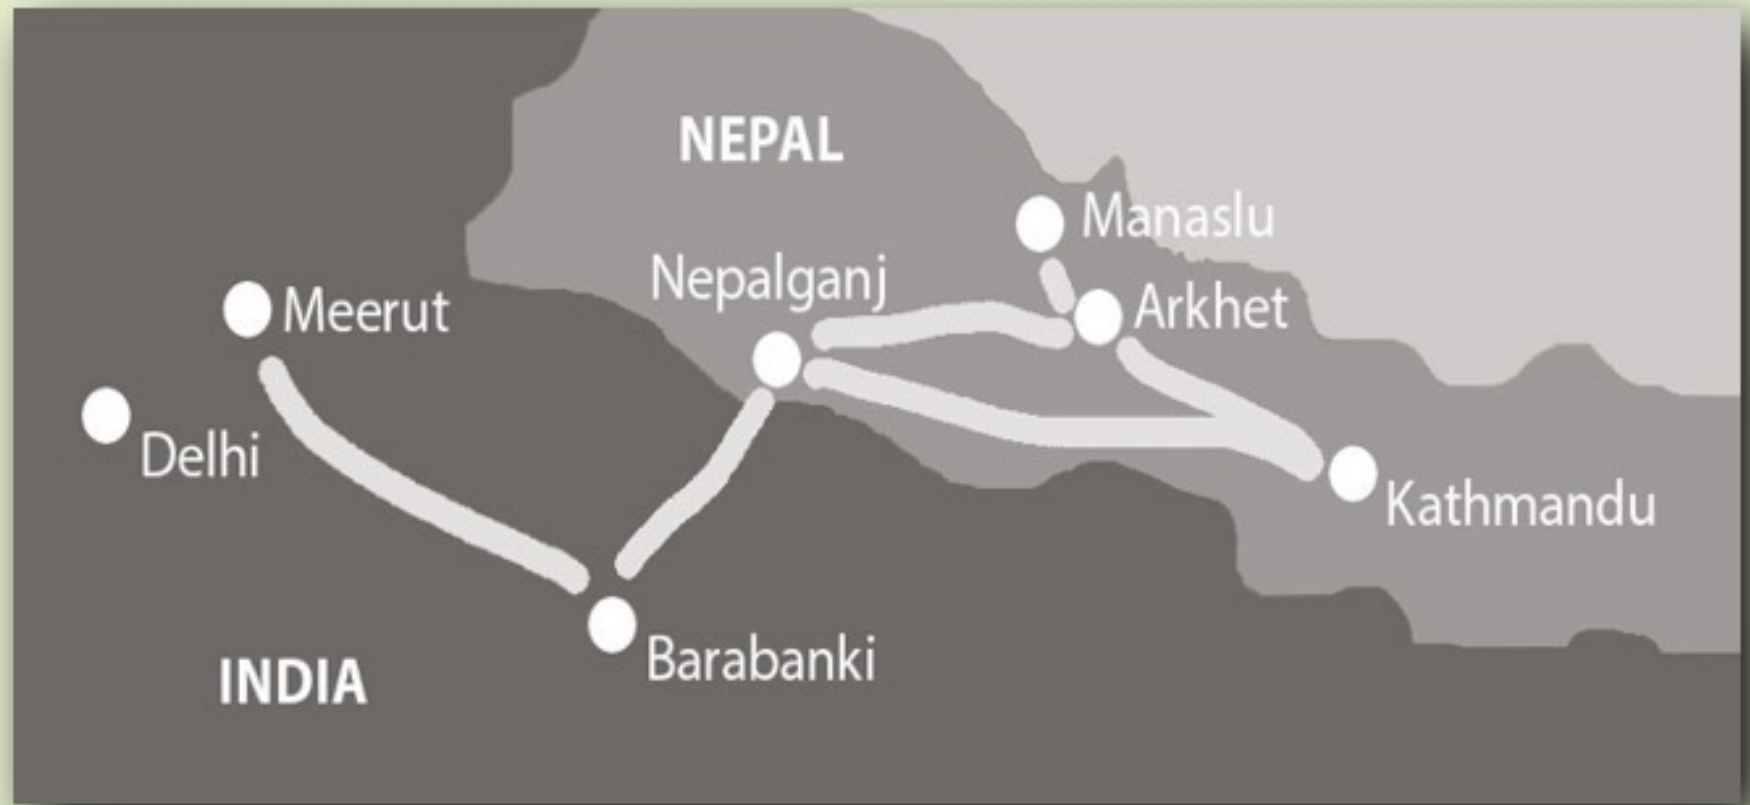 NEPAL
Manaslu
Nepalganj
Meerut
Arkhet
Delhi
Kathmandu
Barabanki
INDIA